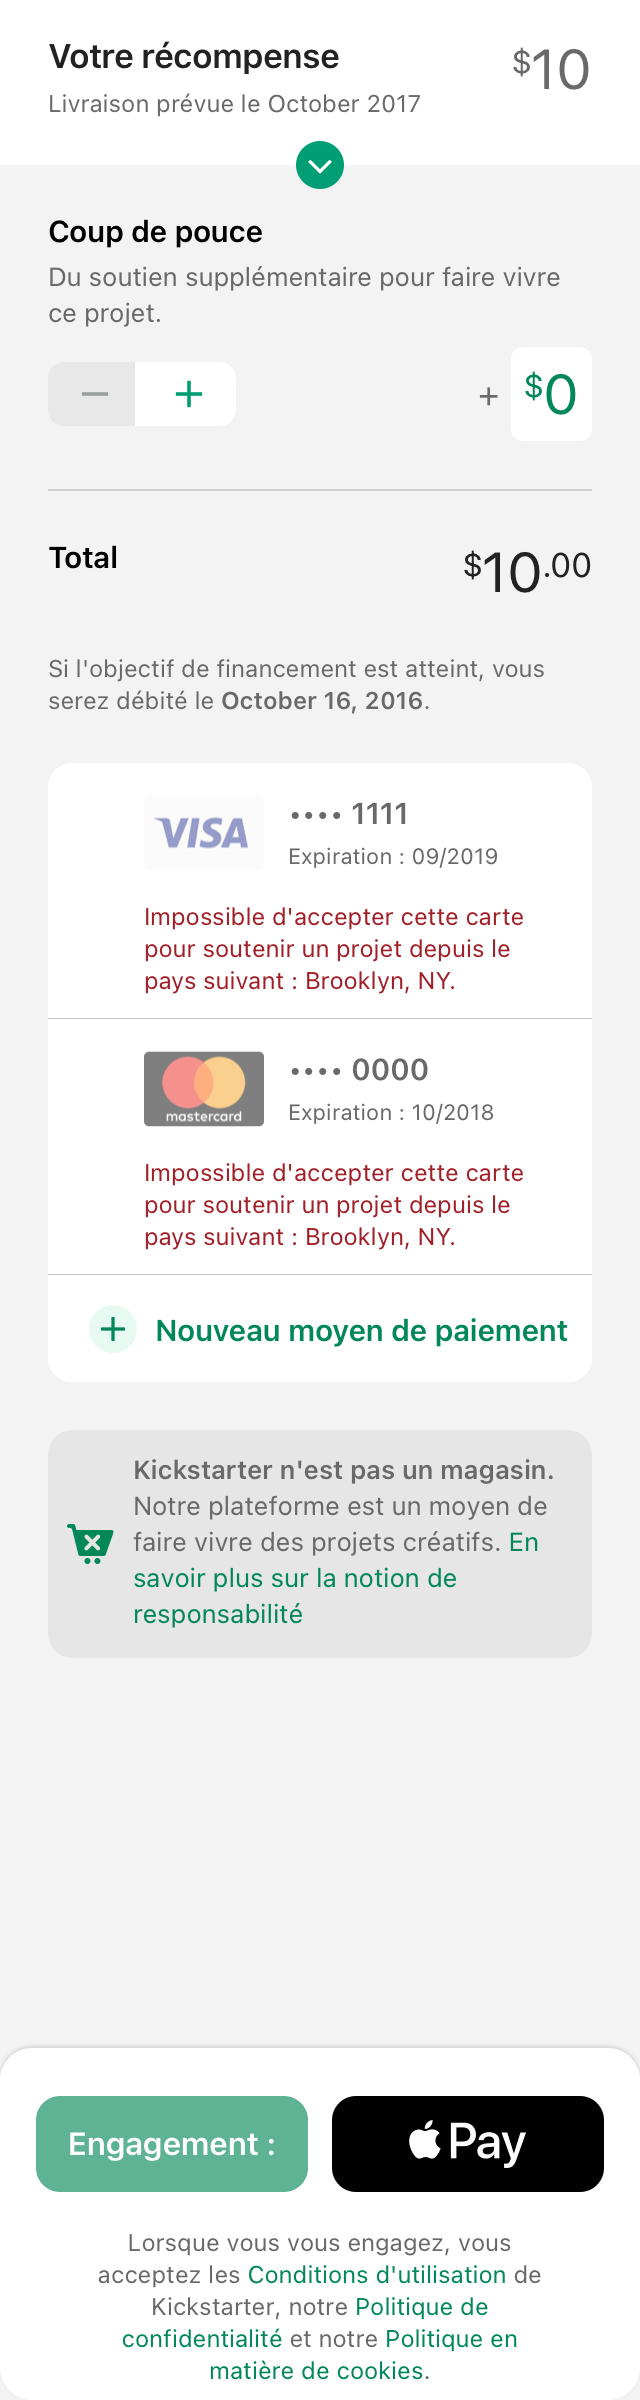 Votre récompense
$10
Livraison prévue le October 2017
Coup de pouce
Du soutien supplémentaire pour faire vivre
ce projet.
+ $0
Total
$10.00
Si l'objectif de financement est atteint, vous
serez débité le October 16, 2016.
VISA
•••• 1111
Expiration : 09/2019
Impossible d'accepter cette carte
pour soutenir un projet depuis le
pays suivant : Brooklyn, NY.
mastercard
•••• 0000
Expiration : 10/2018
Impossible d'accepter cette carte
pour soutenir un projet depuis le
pays suivant : Brooklyn, NY.
Nouveau moyen de paiement
Kickstarter n'est pas un magasin.
Notre plateforme est un moyen de
faire vivre des projets créatifs. En
savoir plus sur la notion de
responsabilité
Engagement :
Pay
Lorsque vous vous engagez, vous
acceptez les Conditions d'utilisation de
Kickstarter, notre Politique de
confidentialité et notre Politique en
matière de cookies.